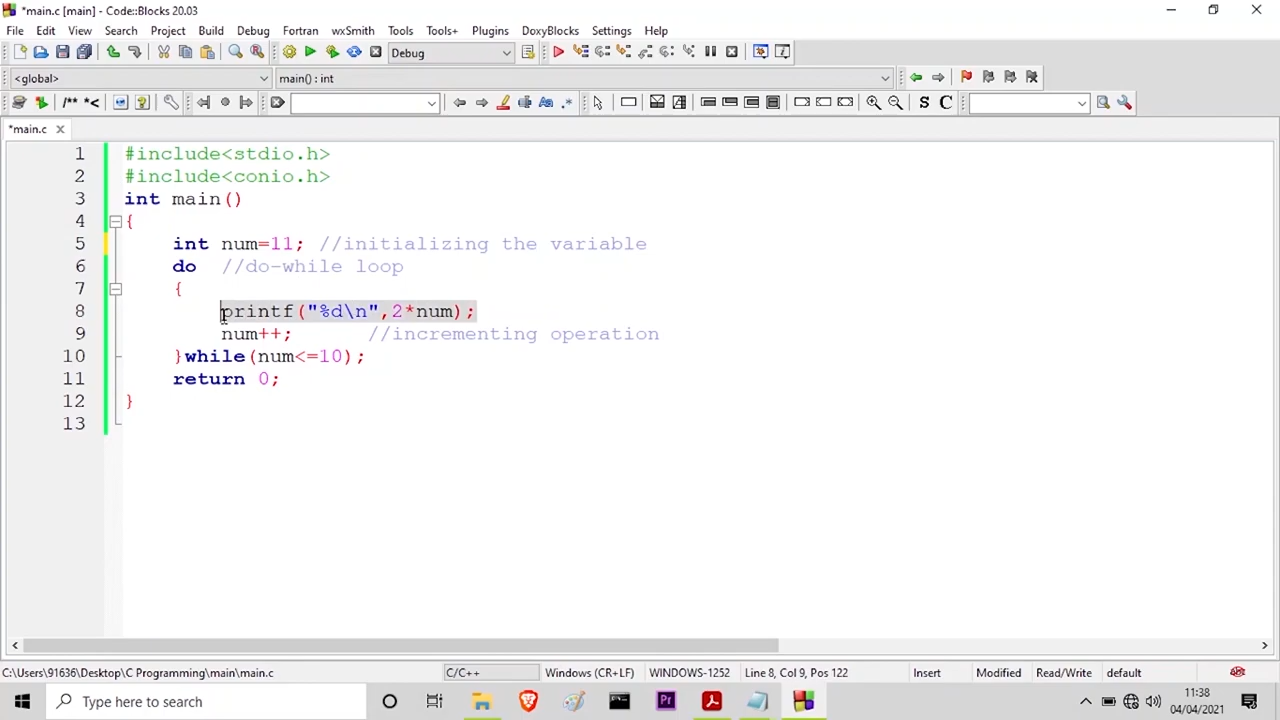 *main.c [main] - Code::Blocks 20.03
File Edit View Search Project Build Debug Fortran wxSmith Tools Tools+ Plugins DoxyBlocks Settings Help
Debug
<global> main() : int
/** *< S C
*main.c
1 #include<stdio.h>
2 #include<conio.h>
3 int main()
4 {
5 int num=11; //initializing the variable
6 do //do-while loop
7 {
8 printf("%d\n",2*num);
9 num++; //incrementing operation
10 }while(num<=10);
11 return 0;
12 }
13
C:\Users\91636\Desktop\C Programming\main\main.c C/C++ Windows (CR+LF) WINDOWS-1252 Line 8, Col 9, Pos 122 Insert Modified Read/Write default
Type here to search Pr 11:38
04/04/2021